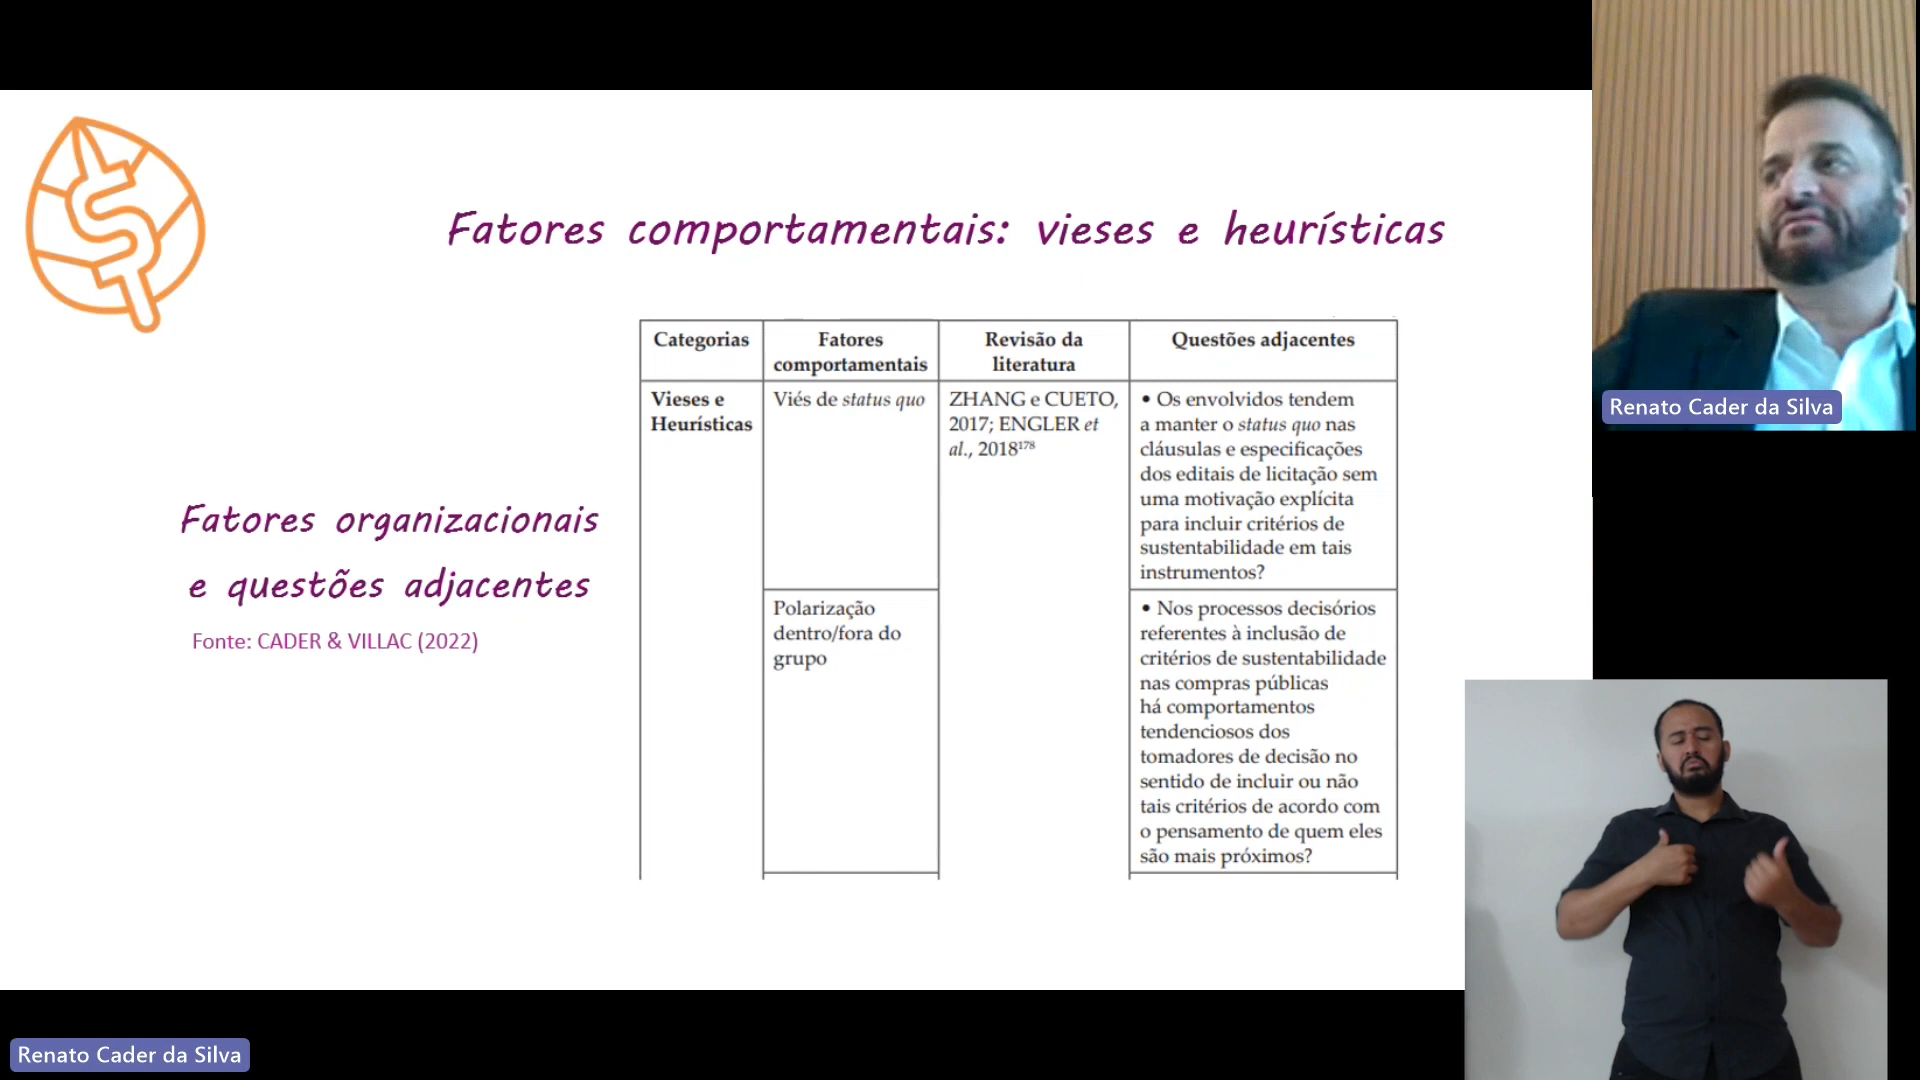 Fatores comportamentais: vieses e heurísticas
Fatores organizacionais
e questões adjacentes
Fonte: CADER & VILLAC (2022)
Categorias
Fatores
comportamentais
Revisão da
literatura
Questões adjacentes
Vieses e
Heurísticas
Viés de status quo
ZHANG e CUETO,
2017; ENGLER et
al., 2018¹⁷⁸
• Os envolvidos tendem
a manter o status quo nas
cláusulas e especificações
dos editais de licitação sem
uma motivação explícita
para incluir critérios de
sustentabilidade em tais
instrumentos?
Polarização
dentro/fora do
grupo
• Nos processos decisórios
referentes à inclusão de
critérios de sustentabilidade
nas compras públicas
há comportamentos
tendenciosos dos
tomadores de decisão no
sentido de incluir ou não
tais critérios de acordo com
o pensamento de quem eles
são mais próximos?
Renato Cader da Silva
Renato Cader da Silva